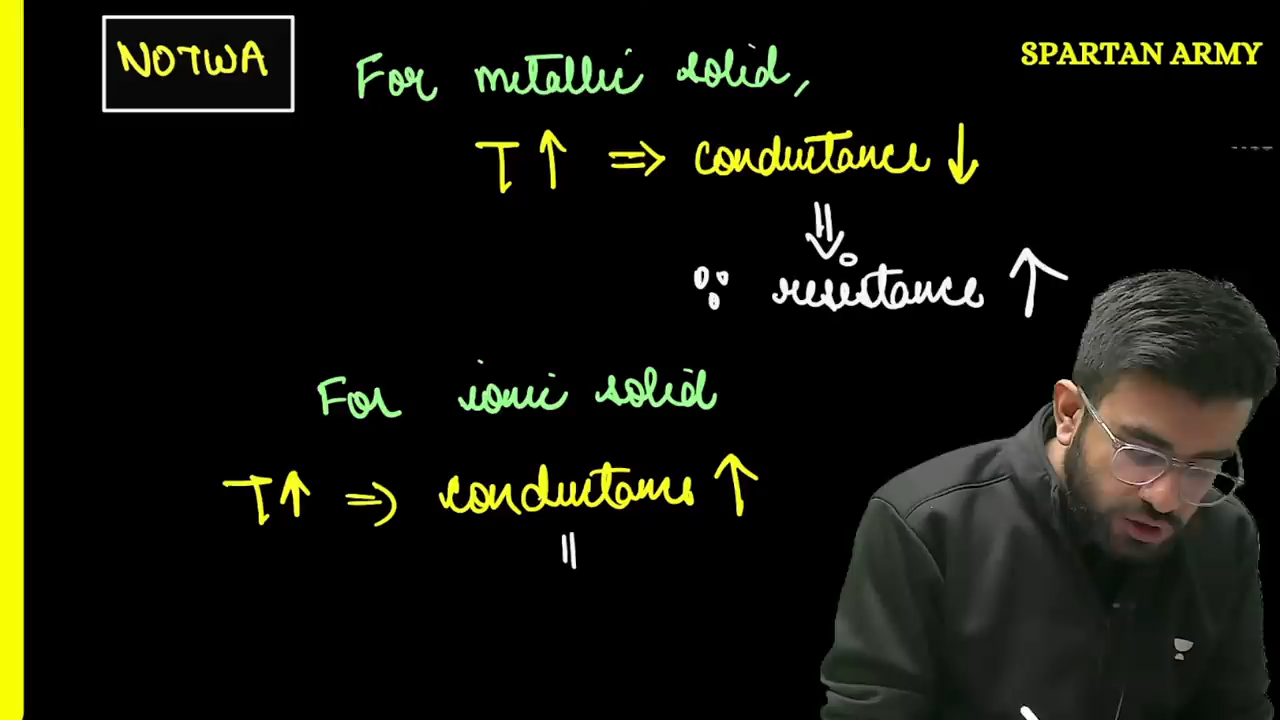 NOTWA
SPARTAN ARMY
For metallic solid,
T↑ ⇒ conductance ↓
⇓
∵ resistance ↑
For ionic solid
T↑ ⇒ conductance ↑
||